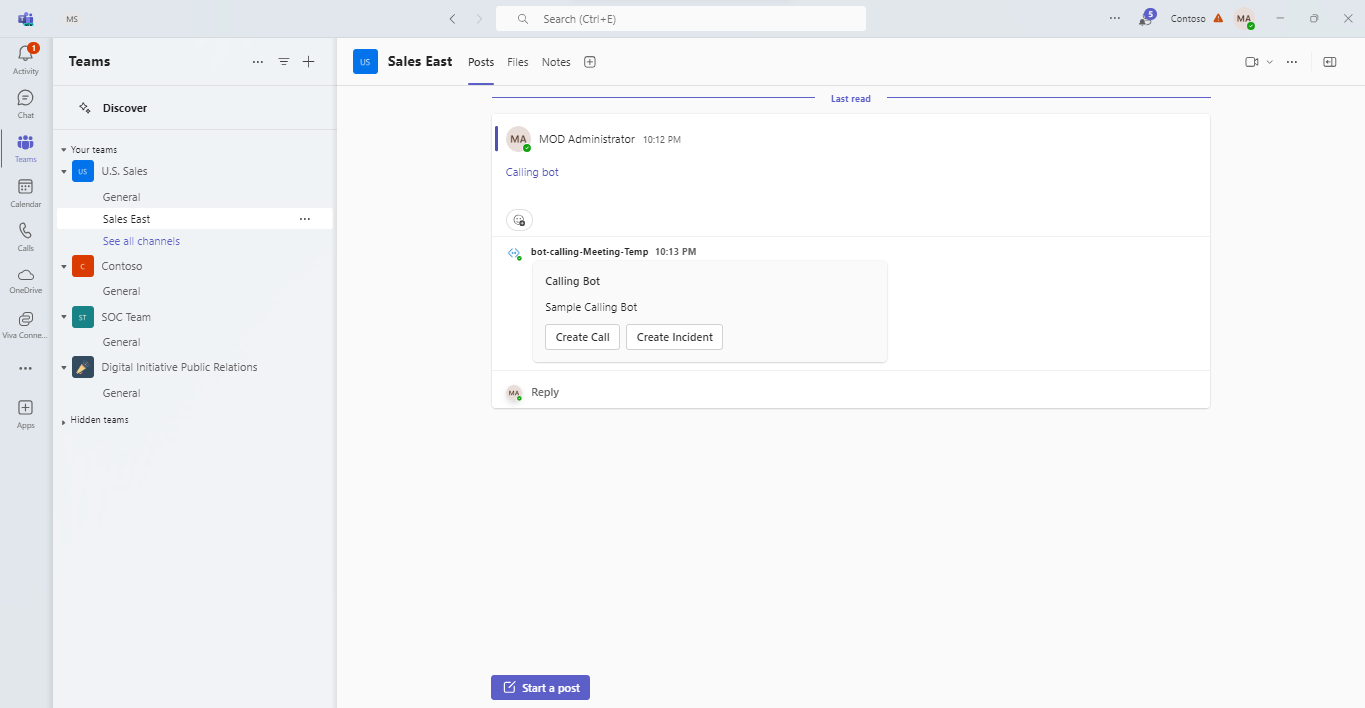 MS
Search (Ctrl+E)
5
Contoso
MA
1
Activity
Chat
Teams
Calendar
Calls
OneDrive
Viva Conne...
Apps
Teams
Discover
Your teams
US U.S. Sales
General
Sales East
See all channels
C Contoso
General
ST SOC Team
General
Digital Initiative Public Relations
General
Hidden teams
US Sales East Posts Files Notes
Last read
MA MOD Administrator 10:12 PM
Calling bot
bot-calling-Meeting-Temp 10:13 PM
Calling Bot
Sample Calling Bot
Create Call Create Incident
MA Reply
Start a post